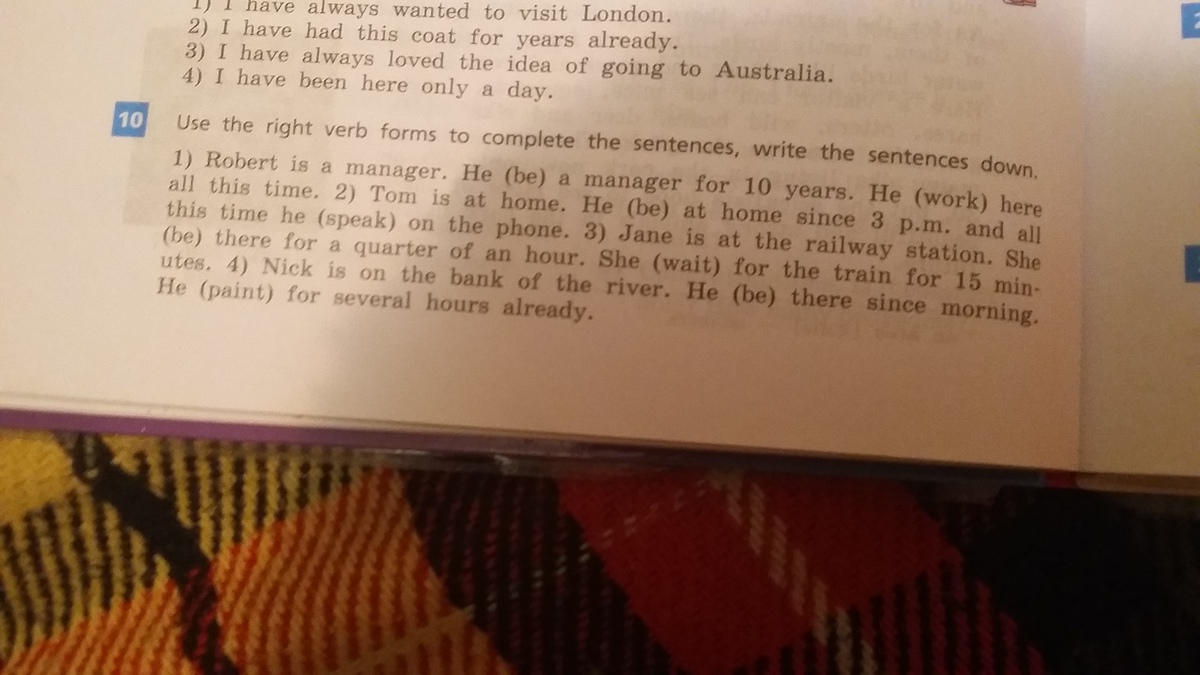 1) I have always wanted to visit London.
2) I have had this coat for years already.
3) I have always loved the idea of going to Australia.
4) I have been here only a day.
10 Use the right verb forms to complete the sentences, write the sentences down.
1) Robert is a manager. He (be) a manager for 10 years. He (work) here
all this time. 2) Tom is at home. He (be) at home since 3 p.m. and all
this time he (speak) on the phone. 3) Jane is at the railway station. She
(be) there for a quarter of an hour. She (wait) for the train for 15 min-
utes. 4) Nick is on the bank of the river. He (be) there since morning.
He (paint) for several hours already.